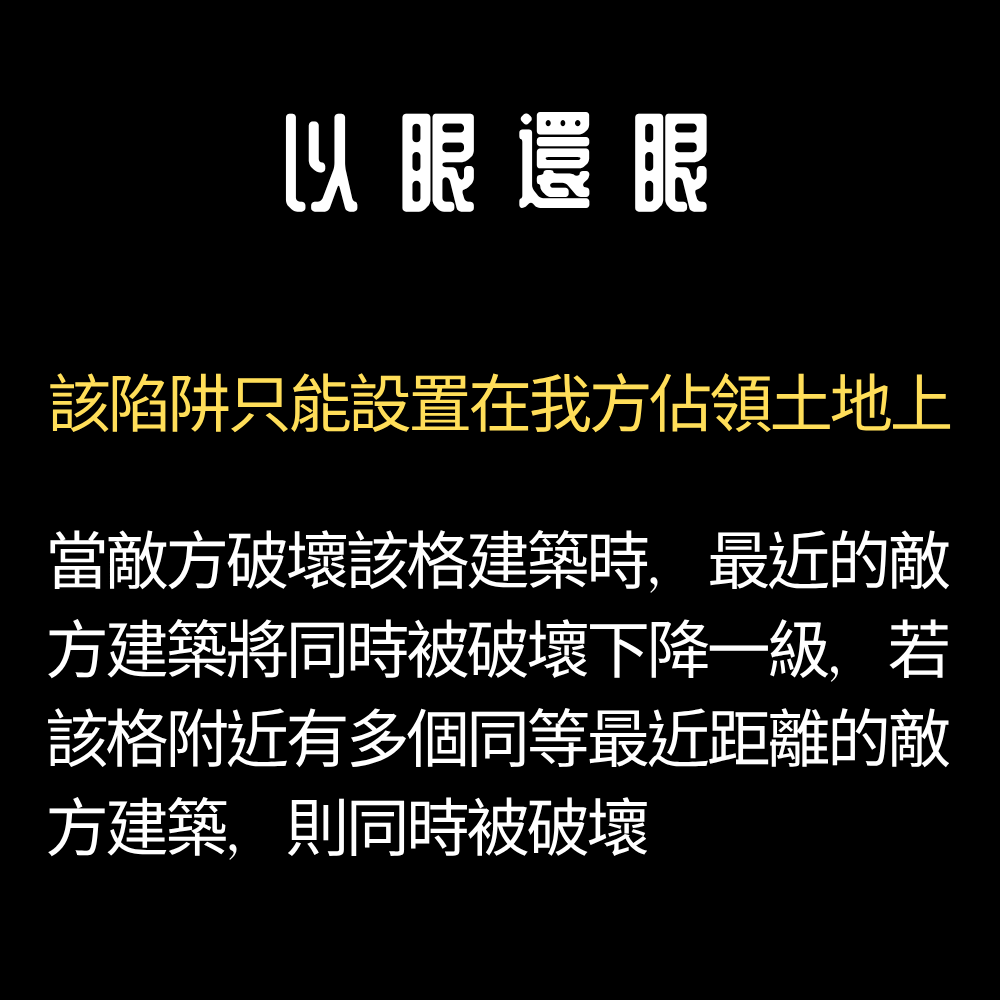 以眼還眼
該陷阱只能設置在我方佔領土地上
當敵方破壞該格建築時，最近的敵
方建築將同時被破壞下降一級，若
該格附近有多個同等最近距離的敵
方建築，則同時被破壞